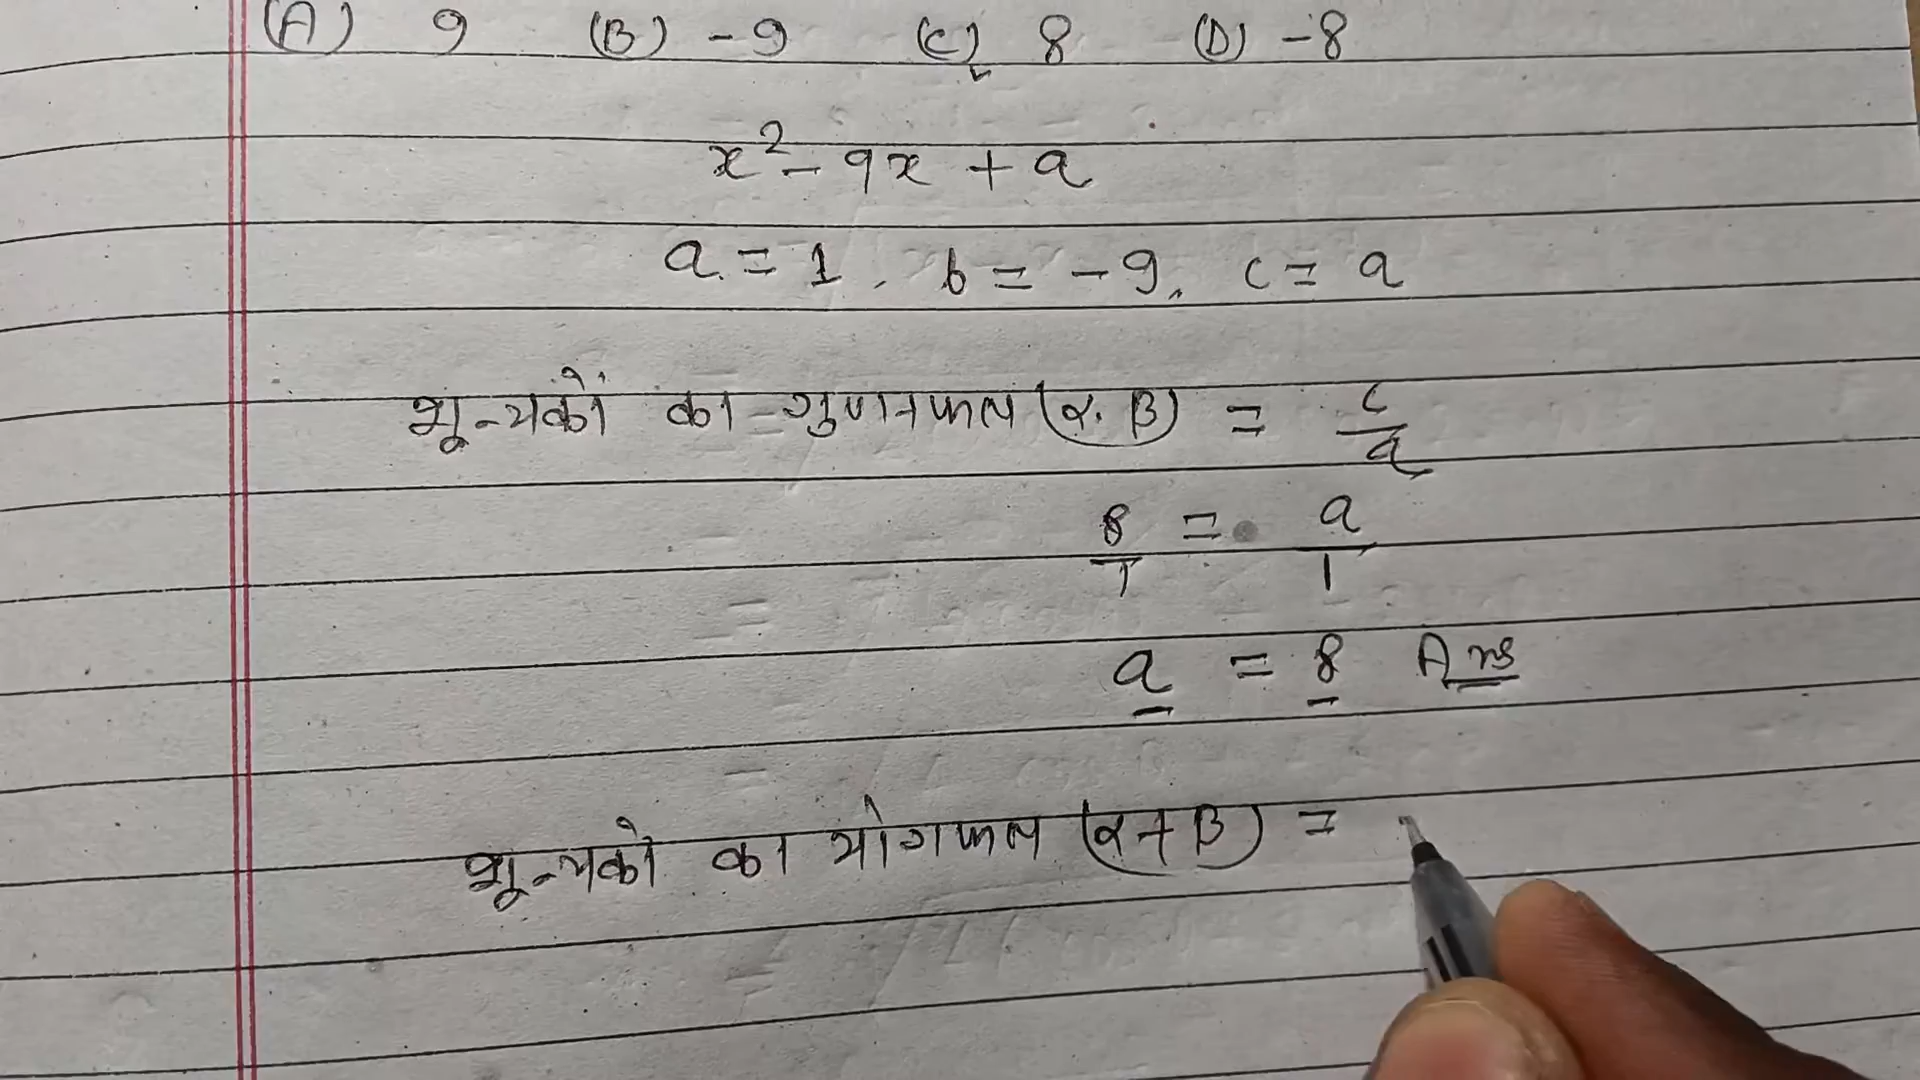 (A) 9 (B) -9 (C) 8 (D) -8
x² - 9x + a
a = 1, b = -9, c = a
शून्यकों का गुणनफल (α.β) = c/a
8/1 = a/1
a = 8 Ans
शून्यको का योगफल (α+β) =